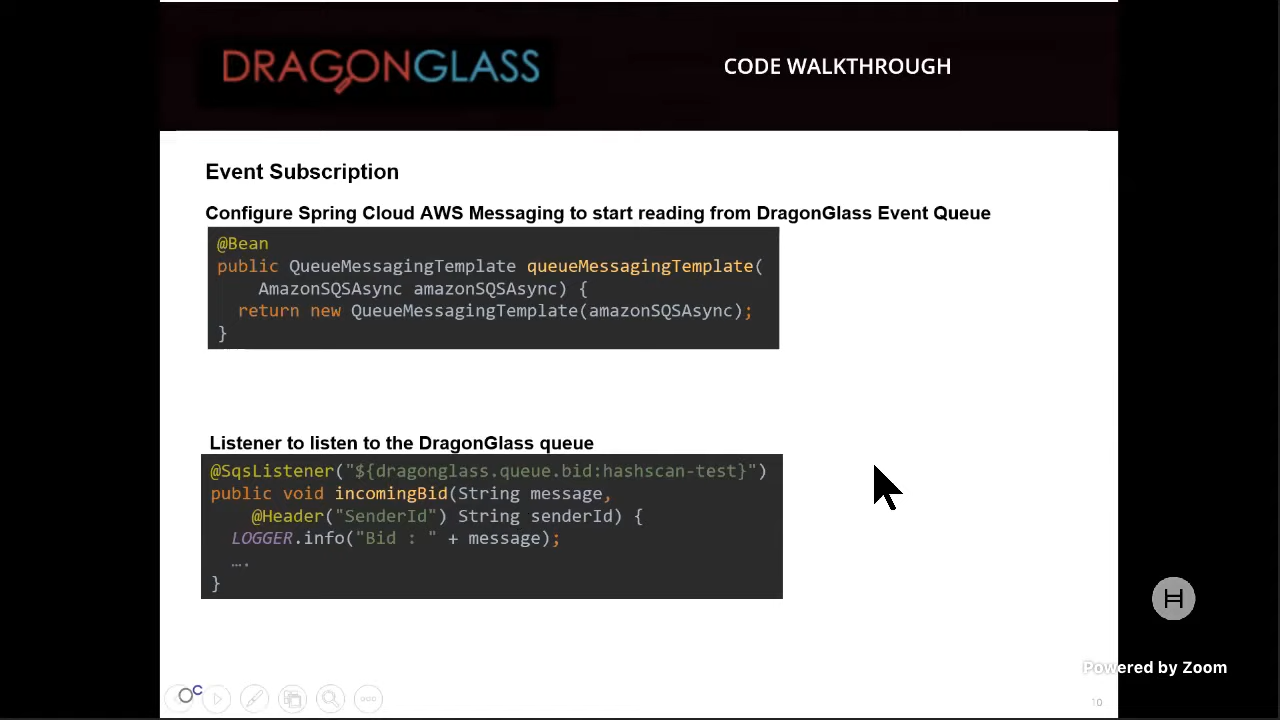 DRAGONGLASS
CODE WALKTHROUGH
Event Subscription
Configure Spring Cloud AWS Messaging to start reading from DragonGlass Event Queue
@Bean
public QueueMessagingTemplate queueMessagingTemplate(
AmazonSQSAsync amazonSQSAsync) {
return new QueueMessagingTemplate(amazonSQSAsync);
}
Listener to listen to the DragonGlass queue
@SqsListener("${dragonglass.queue.bid:hashscan-test}")
public void incomingBid(String message,
@Header("SenderId") String senderId) {
LOGGER.info("Bid : " + message);
….
}
Powered by Zoom
10